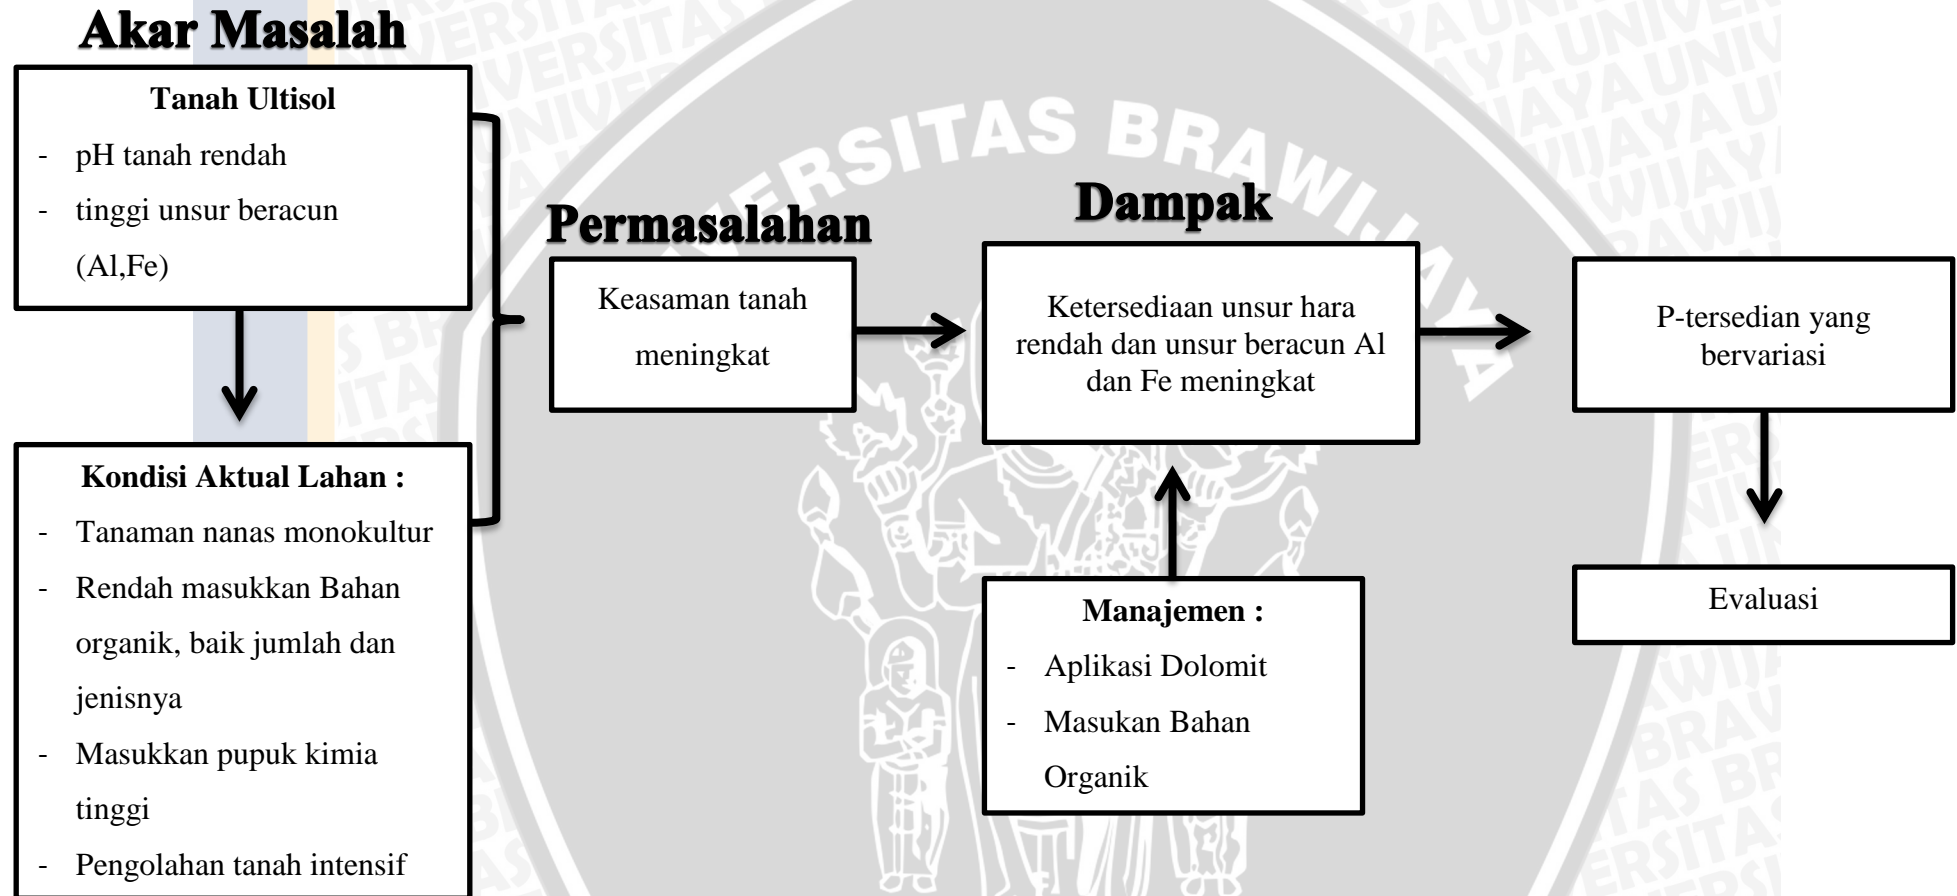 Akar Masalah
Tanah Ultisol
- pH tanah rendah
- tinggi unsur beracun
(Al,Fe)
Kondisi Aktual Lahan :
- Tanaman nanas monokultur
- Rendah masukkan Bahan
organik, baik jumlah dan
jenisnya
- Masukkan pupuk kimia
tinggi
- Pengolahan tanah intensif
Permasalahan
Keasaman tanah
meningkat
Dampak
Ketersediaan unsur hara
rendah dan unsur beracun Al
dan Fe meningkat
Manajemen :
- Aplikasi Dolomit
- Masukan Bahan
Organik
P-tersedian yang
bervariasi
Evaluasi
ERSITAS BRAWIJAYA